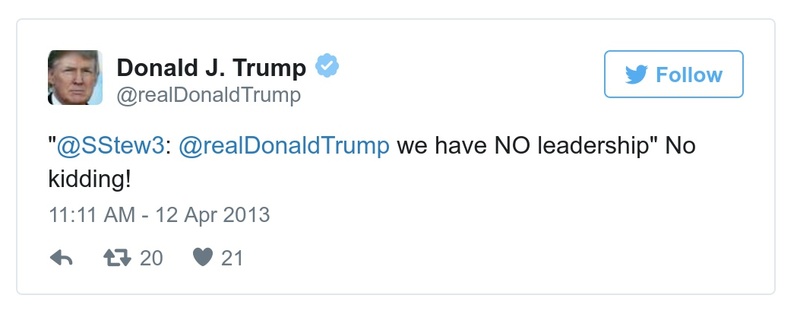 Donald J. Trump
@realDonaldTrump
Follow
"@SStew3: @realDonaldTrump we have NO leadership" No
kidding!
11:11 AM - 12 Apr 2013
20 21